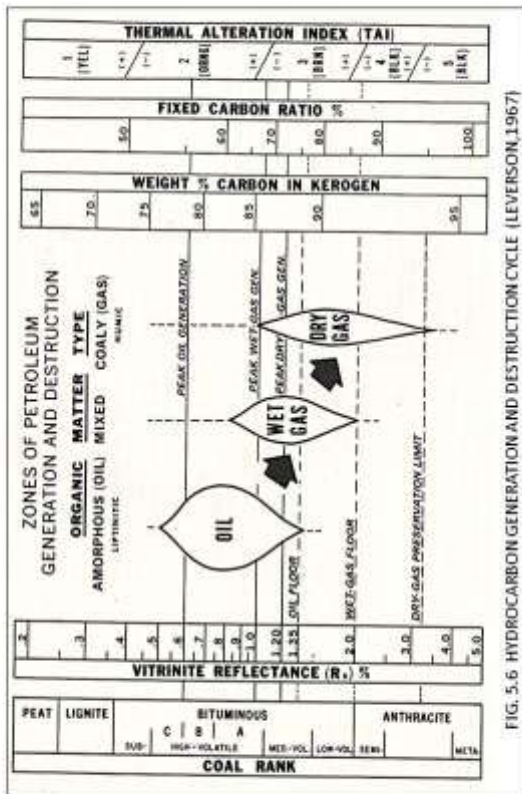 ZONES OF PETROLEUM
GENERATION AND DESTRUCTION
ORGANIC MATTER TYPE
AMORPHOUS (OIL) MIXED COALY (GAS)
LIPTINITIC HUMIC
THERMAL ALTERATION INDEX (TAI)
1 (YEL)
(+) (-)
2 (ORNG)
(+) (-)
3 (BRN)
(+) (-)
4 (BLK)
(+) (-)
5 (BLK)
FIXED CARBON RATIO %
50 60 70 80 90 100
WEIGHT % CARBON IN KEROGEN
65 70 75 80 85 90 95
PEAK OIL GENERATION
PEAK WET-GAS GEN.
PEAK DRY-GAS GEN.
OIL
WET GAS
DRY GAS
OIL FLOOR
WET-GAS FLOOR
DRY-GAS PRESERVATION LIMIT
.2 .3 .4 .5 .6 .7 .8 .9 1.0 1.20 1.35 2.0 3.0 4.0 5.0
VITRINITE REFLECTANCE (R₀) %
PEAT LIGNITE BITUMINOUS ANTHRACITE
C B A
SUB- HIGH-VOLATILE MED-VOL LOW-VOL SEMI- META-
COAL RANK
FIG. 5.6 HYDROCARBON GENERATION AND DESTRUCTION CYCLE (LEVERSON,1967)